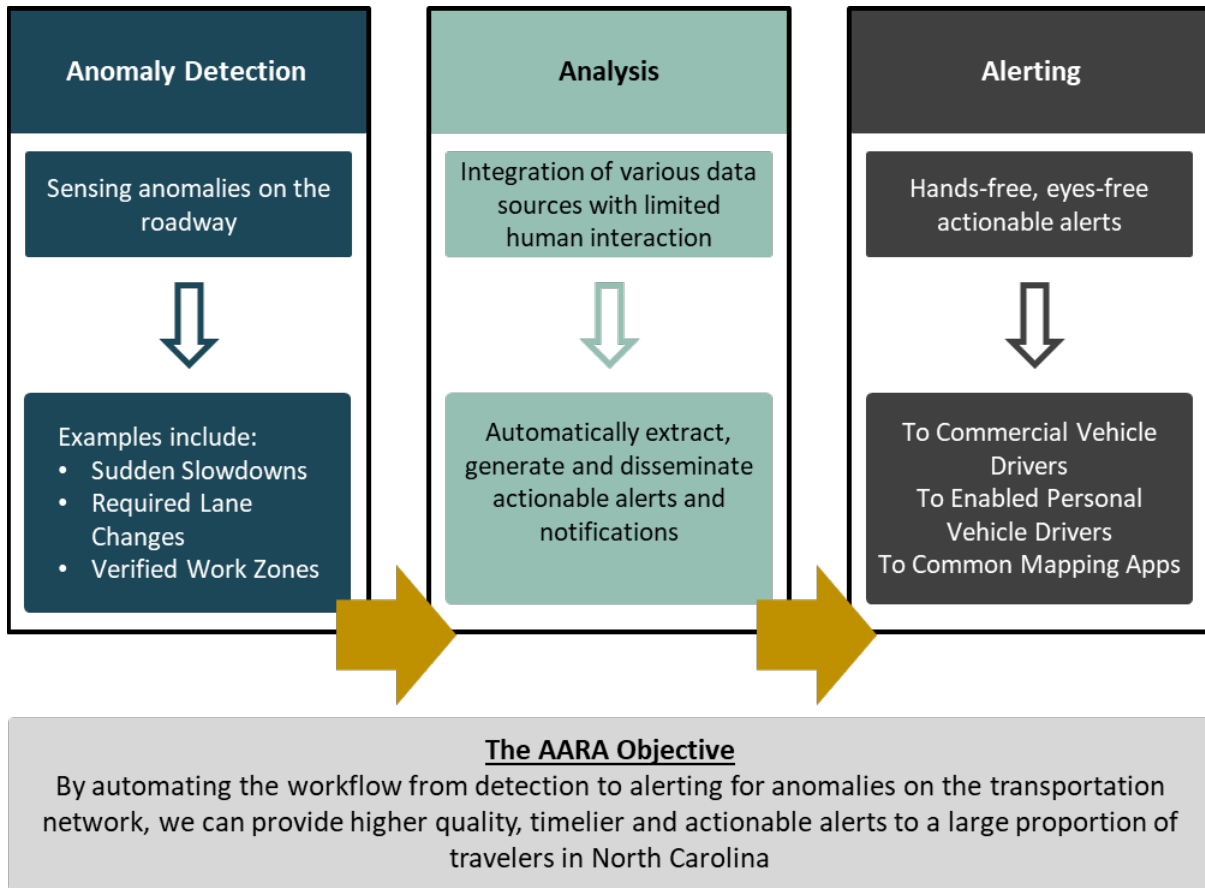 Anomaly Detection
Sensing anomalies on the
roadway
Examples include:
• Sudden Slowdowns
• Required Lane
Changes
• Verified Work Zones
Analysis
Integration of various data
sources with limited
human interaction
Automatically extract,
generate and disseminate
actionable alerts and
notifications
Alerting
Hands-free, eyes-free
actionable alerts
To Commercial Vehicle
Drivers
To Enabled Personal
Vehicle Drivers
To Common Mapping Apps
The AARA Objective
By automating the workflow from detection to alerting for anomalies on the transportation
network, we can provide higher quality, timelier and actionable alerts to a large proportion of
travelers in North Carolina